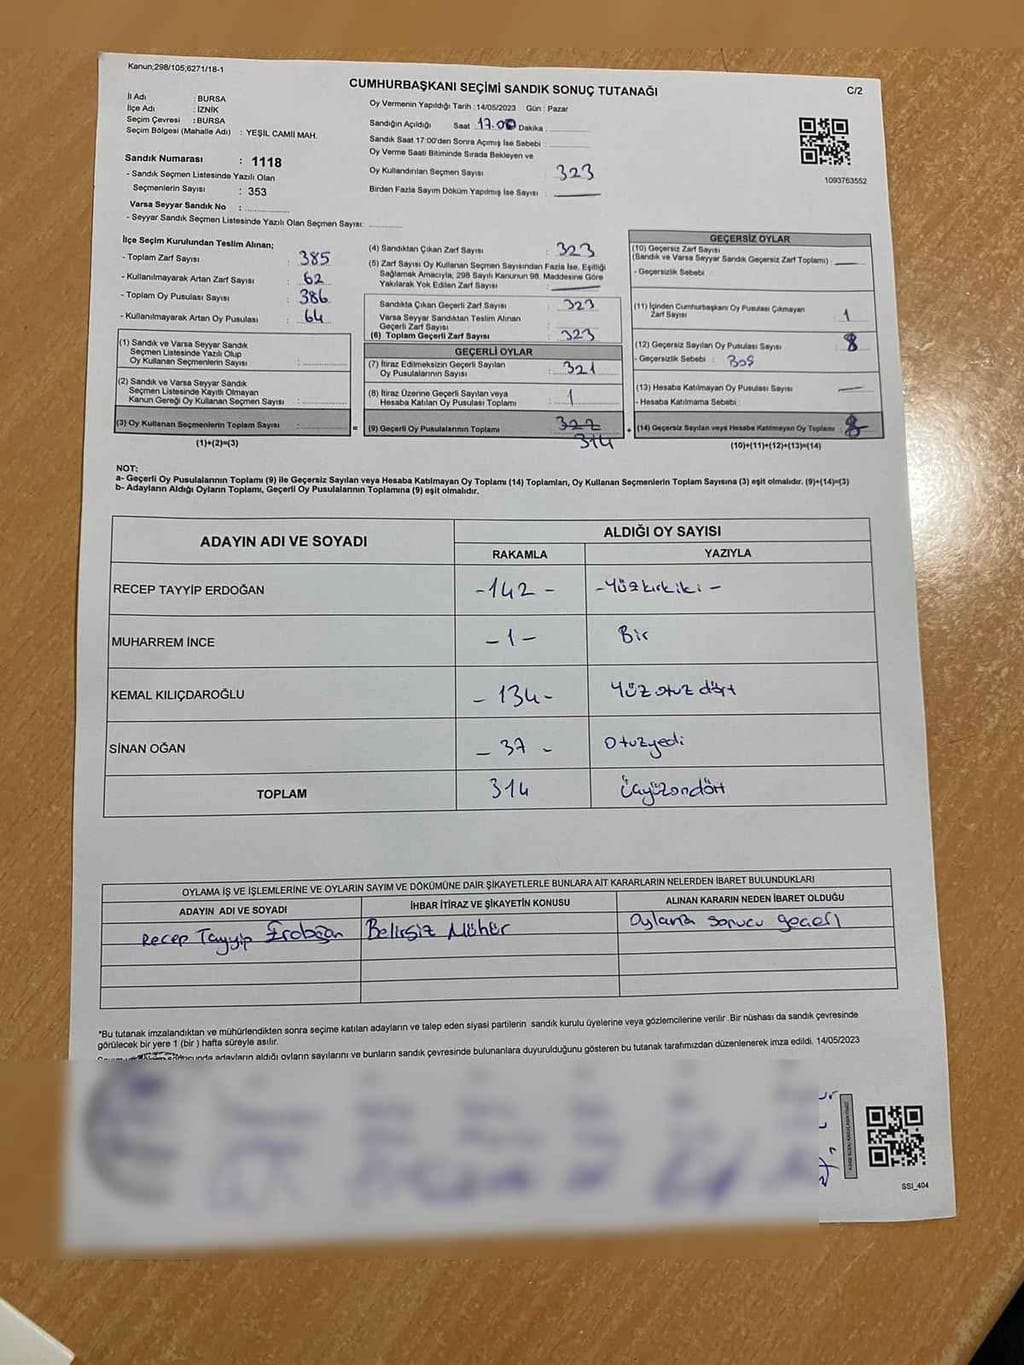 Kanun;298/105;6271/18-1
CUMHURBAŞKANI SEÇİMİ SANDIK SONUÇ TUTANAĞI
C/2
İl Adı : BURSA
İlçe Adı : İZNİK
Seçim Çevresi : BURSA
Seçim Bölgesi (Mahalle Adı) : YEŞİL CAMİİ MAH.
Sandık Numarası : 1118
- Sandık Seçmen Listesinde Yazılı Olan
Seçmenlerin Sayısı : 353
Varsa Seyyar Sandık No :
- Seyyar Sandık Seçmen Listesinde Yazılı Olan Seçmen Sayısı:
Oy Vermenin Yapıldığı Tarih :14/05/2023 Gün : Pazar
Sandığın Açıldığı Saat 17.00 Dakika
Sandık Saat 17:00'den Sonra Açımış İse Sebebi
Oy Verme Saati Bitiminde Sırada Bekleyen ve
Oy Kullandırılan Seçmen Sayısı : 323
Birden Fazla Sayım Döküm Yapılmış İse Sayısı :
1093763552
İlçe Seçim Kurulundan Teslim Alınan;
- Toplam Zarf Sayısı : 385
- Kullanılmayarak Artan Zarf Sayısı : 62
- Toplam Oy Pusulası Sayısı : 386
- Kullanılmayarak Artan Oy Pusulası : 64
(1) Sandık ve Varsa Seyyar Sandık
Seçmen Listesinde Yazılı Olup
Oy Kullanan Seçmenlerin Sayısı :
(2) Sandık ve Varsa Seyyar Sandık
Seçmen Listesinde Kayıtlı Olmayan
Kanun Gereği Oy Kullanan Seçmen Sayısı :
(3) Oy Kullanan Seçmenlerin Toplam Sayısı :
(1)+(2)=(3)
(4) Sandıktan Çıkan Zarf Sayısı : 323
(5) Zarf Sayısı Oy Kullanan Seçmen Sayısından Fazla İse, Eşitliği
Sağlamak Amacıyla, 298 Sayılı Kanunun 98. Maddesine Göre
Yakılarak Yok Edilen Zarf Sayısı :
Sandıkta Çıkan Geçerli Zarf Sayısı : 323
Varsa Seyyar Sandıktan Teslim Alınan
Geçerli Zarf Sayısı
(6) Toplam Geçerli Zarf Sayısı : 323
GEÇERLİ OYLAR
(7) İtiraz Edilmeksizin Geçerli Sayılan
Oy Pusulalarının Sayısı : 321
(8) İtiraz Üzerine Geçerli Sayılan veya
Hesaba Katılan Oy Pusulası Toplamı : 1
= (9) Geçerli Oy Pusulalarının Toplamı : 322
314
GEÇERSİZ OYLAR
(10) Geçersiz Zarf Sayısı
(Sandık ve Varsa Seyyar Sandık Geçersiz Zarf Toplamı) :
- Geçersizlik Sebebi :
(11) İçinden Cumhurbaşkanı Oy Pusulası Çıkmayan
Zarf Sayısı : 1
(12) Geçersiz Sayılan Oy Pusulası Sayısı : 8
- Geçersizlik Sebebi : Boş
(13) Hesaba Katılmayan Oy Pusulası Sayısı :
- Hesaba Katılmama Sebebi :
+ (14) Geçersiz Sayılan veya Hesaba Katılmayan Oy Toplamı : 8
(10)+(11)+(12)+(13)=(14)
NOT:
a- Geçerli Oy Pusulalarının Toplamı (9) ile Geçersiz Sayılan veya Hesaba Katılmayan Oy Toplamı (14) Toplamları, Oy Kullanan Seçmenlerin Toplam Sayısına (3) eşit olmalıdır. (9)+(14)=(3)
b- Adayların Aldığı Oyların Toplamı, Geçerli Oy Pusulalarının Toplamına (9) eşit olmalıdır.
ADAYIN ADI VE SOYADI
ALDIĞI OY SAYISI
RAKAMLA YAZIYLA
RECEP TAYYİP ERDOĞAN -142- -Yüzkırkiki-
MUHARREM İNCE -1- Bir
KEMAL KILIÇDAROĞLU -134- Yüz otuz dört
SİNAN OĞAN -37- Otuzyedi
TOPLAM 314 Üçyüzondört
OYLAMA İŞ VE İŞLEMLERİNE VE OYLARIN SAYIM VE DÖKÜMÜNE DAİR ŞİKAYETLERLE BUNLARA AİT KARARLARIN NELERDEN İBARET BULUNDUKLARI
ADAYIN ADI VE SOYADI İHBAR İTİRAZ VE ŞİKAYETİN KONUSU ALINAN KARARIN NEDEN İBARET OLDUĞU
Recep Tayyip Erdoğan Belirsiz Mühür Oylama sonucu geçerli
*Bu tutanak imzalandıktan ve mühürlendikten sonra seçime katılan adayların ve talep eden siyasi partilerin sandık kurulu üyelerine veya gözlemcilerine verilir. Bir nüshası da sandık çevresinde
görülecek bir yere 1 (bir) hafta süreyle asılır.
adayların aldığı oyların sayılarını ve bunların sandık çevresinde bulunanlara duyurulduğunu gösteren bu tutanak tarafımızdan düzenlenerek imza edildi. 14/05/2023
SSI_404